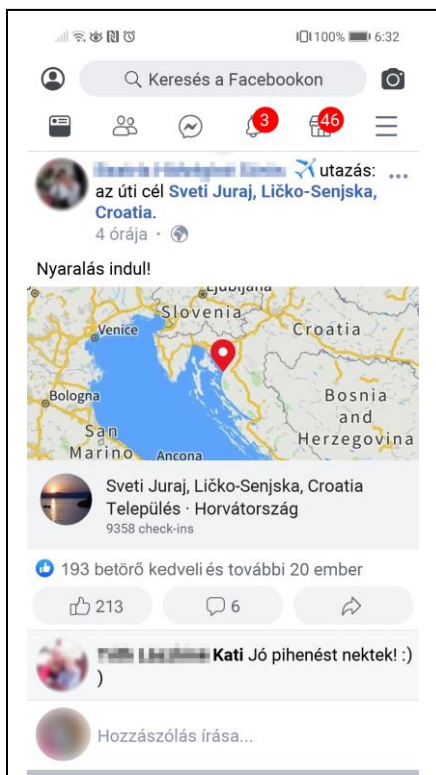 100% 6:32
Keresés a Facebookon
3
46
utazás:
az úti cél Sveti Juraj, Ličko-Senjska,
Croatia.
4 órája ·
Nyaralás indul!
Ljubljana
Slovenia
Venice
Croatia
Bologna
Bosnia
and
Herzegovina
San
Marino
Ancona
Sveti Juraj, Ličko-Senjska, Croatia
Település · Horvátország
9358 check-ins
193 betörő kedveli és további 20 ember
213
6
Kati Jó pihenést nektek! :)
)
Hozzászólás írása...